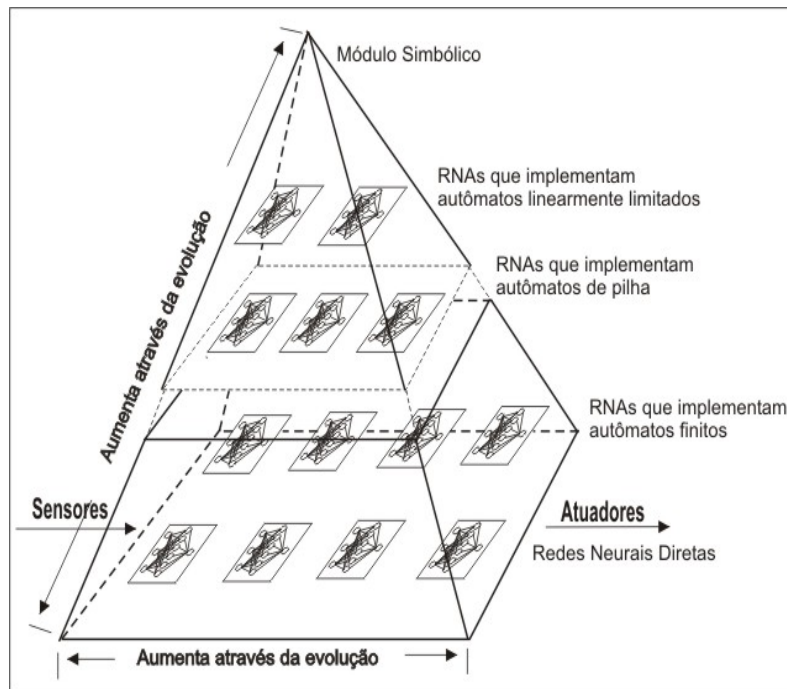 Módulo Simbólico
RNAs que implementam
autômatos linearmente limitados
RNAs que implementam
autômatos de pilha
Aumenta através da evolução
RNAs que implementam
autômatos finitos
Sensores
Atuadores
Redes Neurais Diretas
Aumenta através da evolução